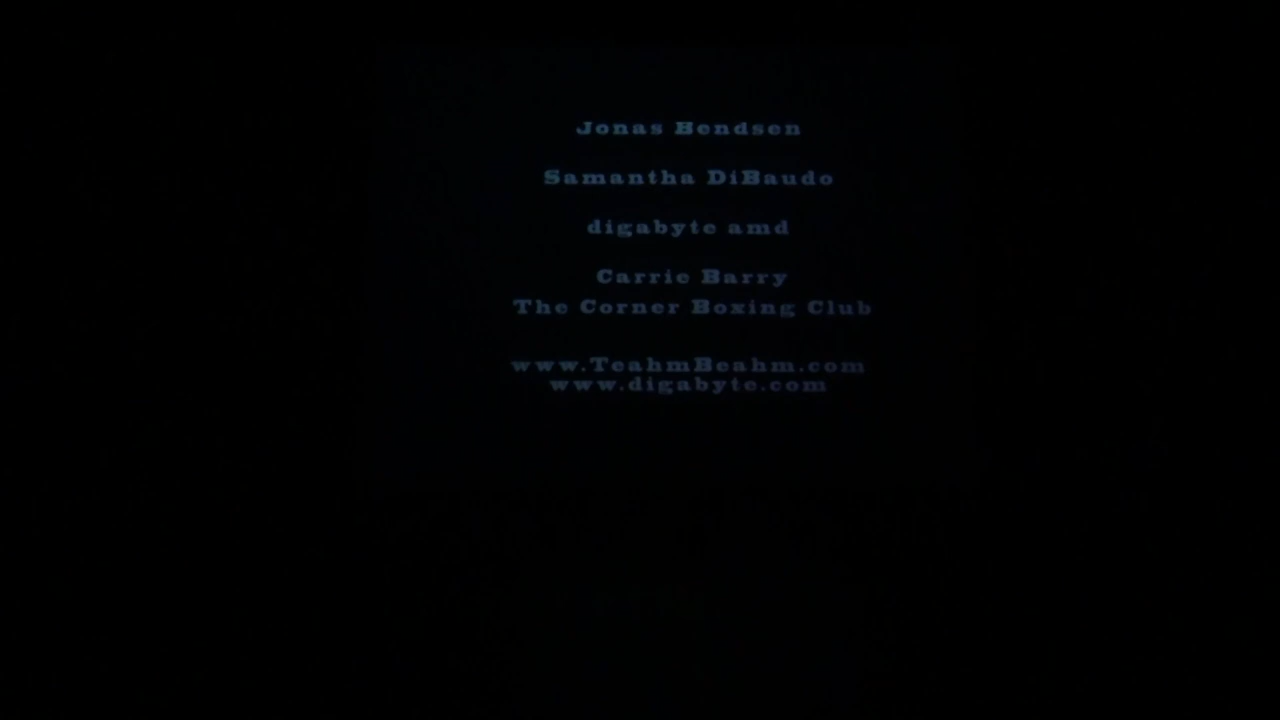 Jonas Bendsen
Samantha DiBaudo
digabyte amd
Carrie Barry
The Corner Boxing Club
www.TeahmBeahm.com
www.digabyte.com